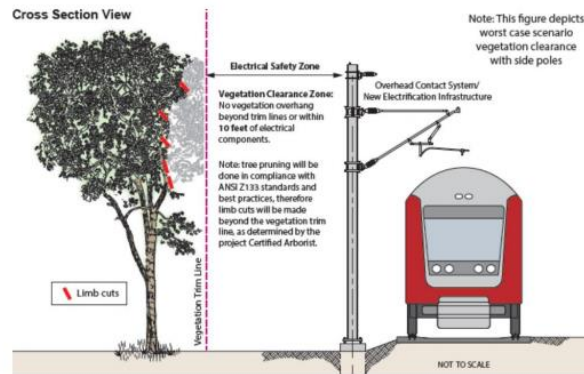 Cross Section View
Note: This figure depicts
worst case scenario
vegetation clearance
with side poles
Electrical Safety Zone
Vegetation Clearance Zone:
No vegetation overhang
beyond trim lines or within
10 feet of electrical
components.
Note: tree pruning will be
done in compliance with
ANSI Z133 standards and
best practices, therefore
limb cuts will be made
beyond the vegetation trim
line, as determined by the
project Certified Arborist.
Overhead Contact System/
New Electrification Infrastructure
Limb cuts
Vegetation Trim Line
NOT TO SCALE